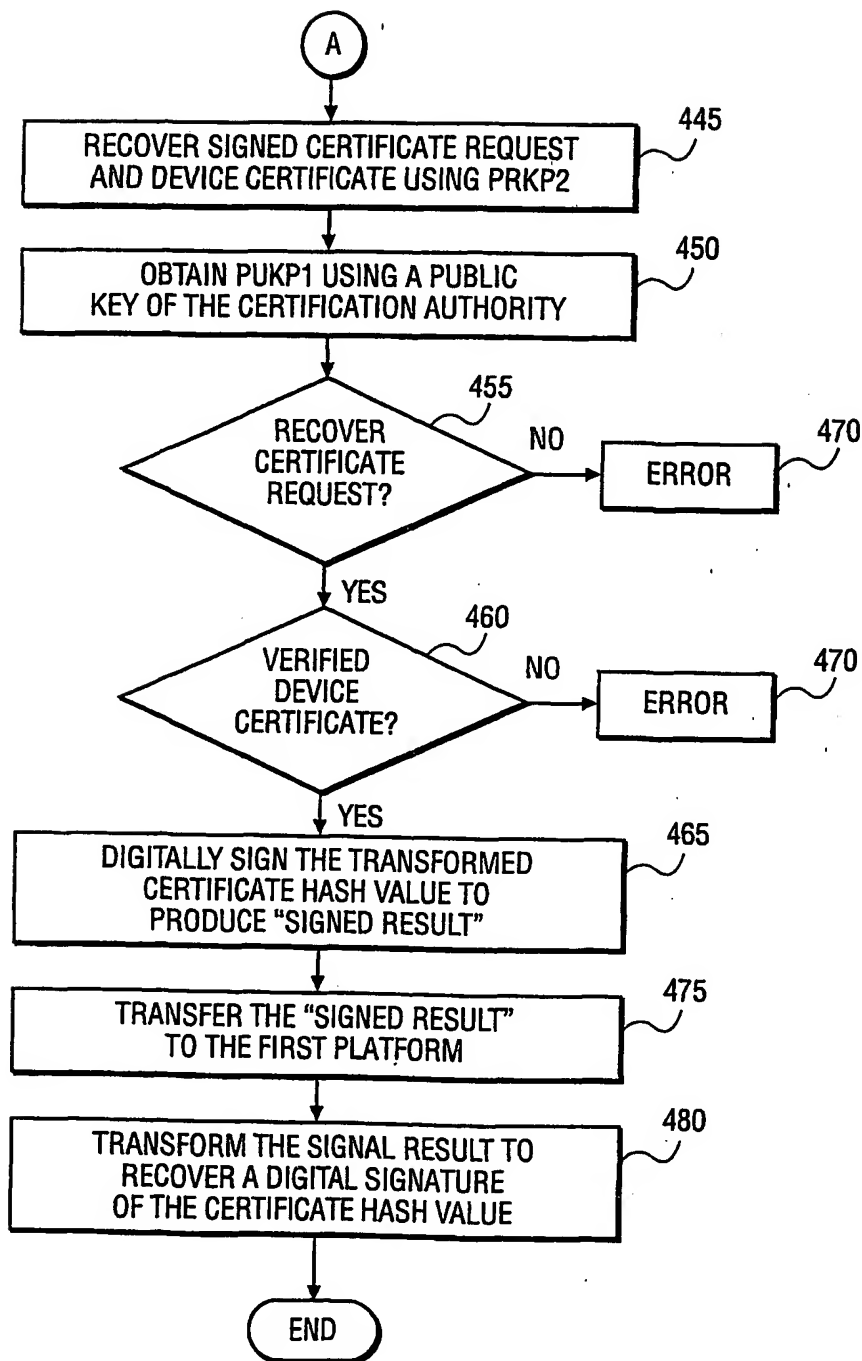 A
445
RECOVER SIGNED CERTIFICATE REQUEST
AND DEVICE CERTIFICATE USING PRKP2
450
OBTAIN PUKP1 USING A PUBLIC
KEY OF THE CERTIFICATION AUTHORITY
455
RECOVER
CERTIFICATE
REQUEST?
NO
470
ERROR
YES
460
VERIFIED
DEVICE
CERTIFICATE?
NO
470
ERROR
YES
465
DIGITALLY SIGN THE TRANSFORMED
CERTIFICATE HASH VALUE TO
PRODUCE “SIGNED RESULT”
475
TRANSFER THE “SIGNED RESULT”
TO THE FIRST PLATFORM
480
TRANSFORM THE SIGNAL RESULT TO
RECOVER A DIGITAL SIGNATURE
OF THE CERTIFICATE HASH VALUE
END